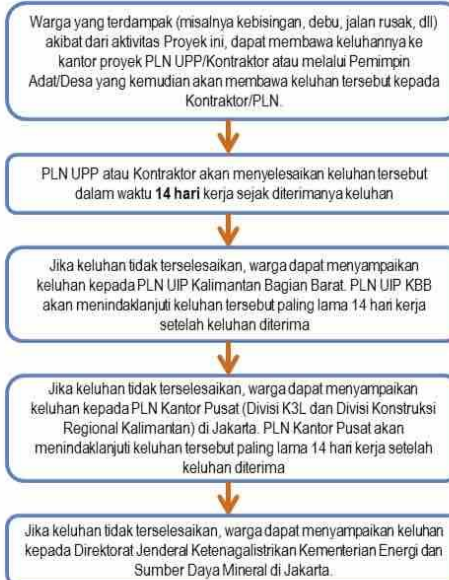 Warga yang terdampak (misalnya kebisingan, debu, jalan rusak, dll)
akibat dari aktivitas Proyek ini, dapat membawa keluhannya ke
kantor proyek PLN UPP/Kontraktor atau melalui Pemimpin
Adat/Desa yang kemudian akan membawa keluhan tersebut kepada
Kontraktor/PLN.
PLN UPP atau Kontraktor akan menyelesaikan keluhan tersebut
dalam waktu 14 hari kerja sejak diterimanya keluhan
Jika keluhan tidak terselesaikan, warga dapat menyampaikan
keluhan kepada PLN UIP Kalimantan Bagian Barat. PLN UIP KBB
akan menindaklanjuti keluhan tersebut paling lama 14 hari kerja
setelah keluhan diterima
Jika keluhan tidak terselesaikan, warga dapat menyampaikan
keluhan kepada PLN Kantor Pusat (Divisi K3L dan Divisi Konstruksi
Regional Kalimantan) di Jakarta. PLN Kantor Pusat akan
menindaklanjuti keluhan tersebut paling lama 14 hari kerja setelah
keluhan diterima
Jika keluhan tidak terselesaikan, warga dapat menyampaikan keluhan
kepada Direktorat Jenderal Ketenagalistrikan Kementerian Energi dan
Sumber Daya Mineral di Jakarta.